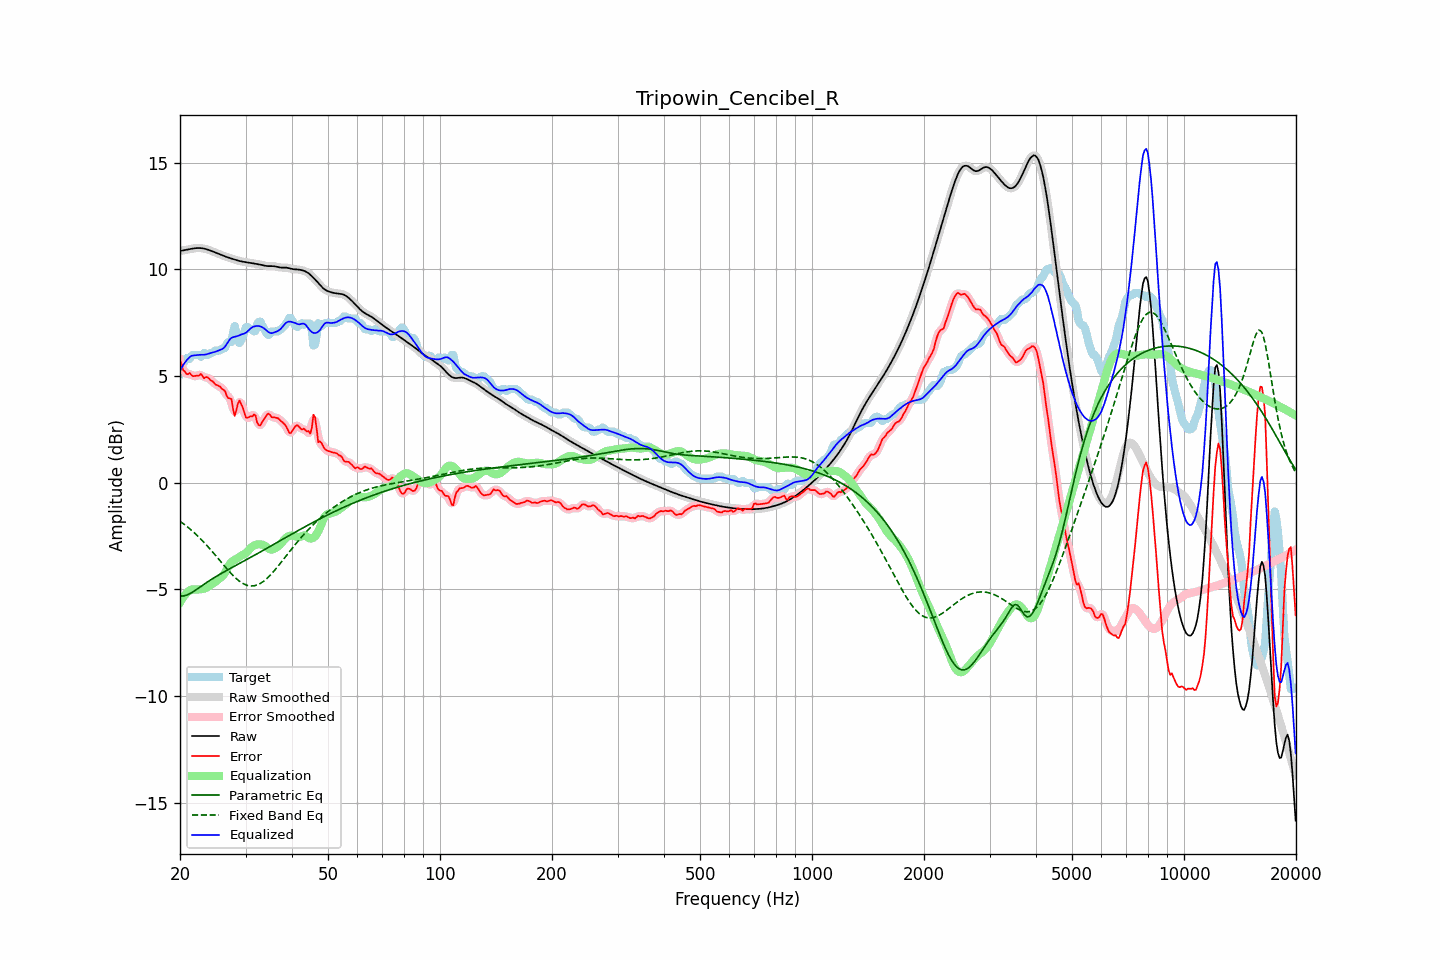 Tripowin_Cencibel_R
Amplitude (dBr)
15
10
5
0
−5
−10
−15
Target
Raw Smoothed
Error Smoothed
Raw
Error
Equalization
Parametric Eq
Fixed Band Eq
Equalized
20 50 100 200 500 1000 2000 5000 10000 20000
Frequency (Hz)